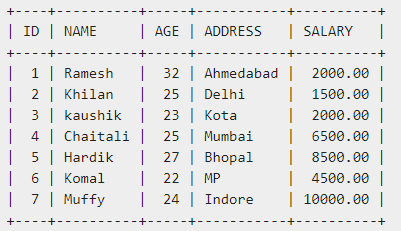 +----+----------+-----+-----------+----------+
| ID | NAME     | AGE | ADDRESS   | SALARY   |
+----+----------+-----+-----------+----------+
|  1 | Ramesh   |  32 | Ahmedabad |  2000.00 |
|  2 | Khilan   |  25 | Delhi     |  1500.00 |
|  3 | kaushik  |  23 | Kota      |  2000.00 |
|  4 | Chaitali |  25 | Mumbai    |  6500.00 |
|  5 | Hardik   |  27 | Bhopal    |  8500.00 |
|  6 | Komal    |  22 | MP        |  4500.00 |
|  7 | Muffy    |  24 | Indore    | 10000.00 |
+----+----------+-----+-----------+----------+